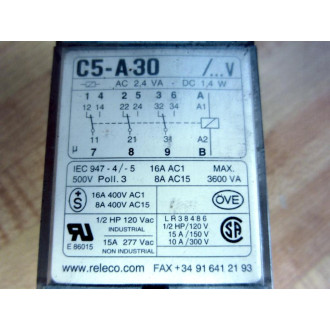 C5-A-30 /...V
AC 2,4 VA - DC 1,4 W
1 4 2 5 3 6 A
12 14 22 24 32 34 A1
11 21 31 A2
µ 7 8 9 B
IEC 947 - 4 / - 5 16A AC1 MAX.
500V Poll. 3 8A AC15 3600 VA
+ S 16A 400V AC1
8A 400V AC15
OVE
1/2 HP 120 Vac
INDUSTRIAL
15A 277 Vac
NON INDUSTRIAL
E 86015
LR38486
1/2 HP/120 V
15 A/150 V
10 A/300 V
www.releco.com FAX +34 91 641 21 93